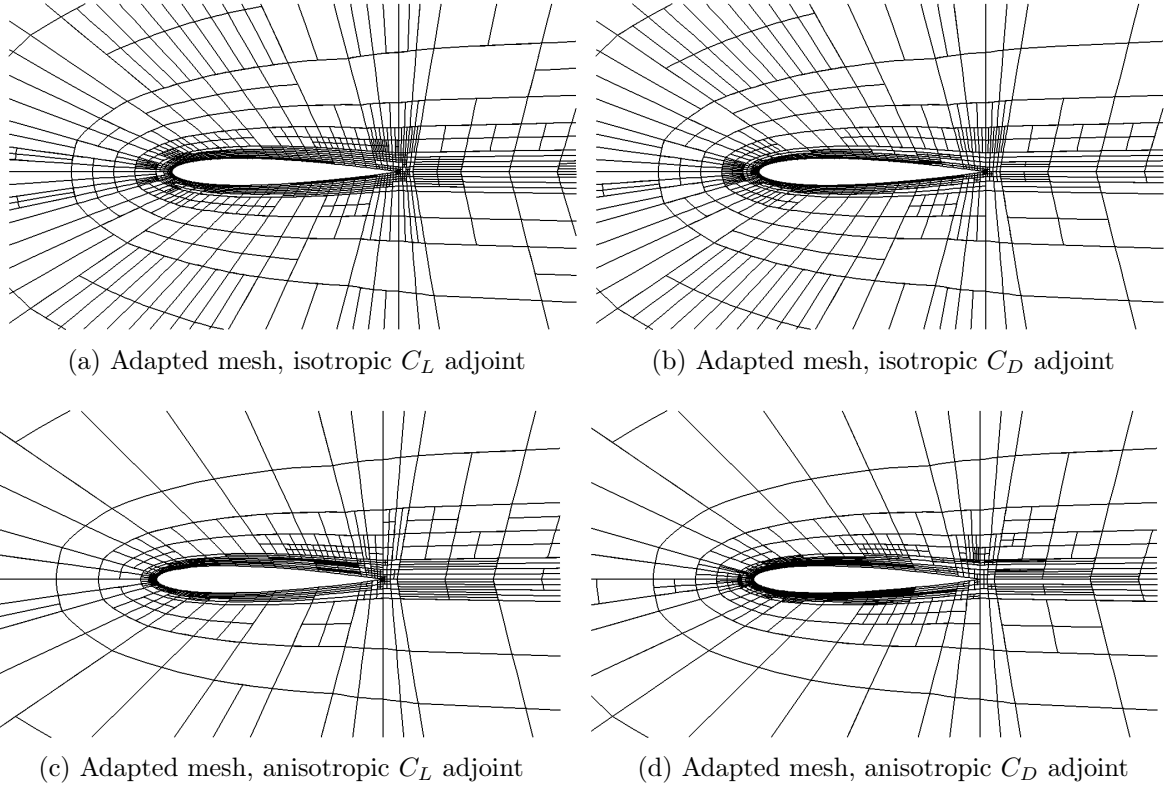 (a) Adapted mesh, isotropic C_L adjoint
(b) Adapted mesh, isotropic C_D adjoint
(c) Adapted mesh, anisotropic C_L adjoint
(d) Adapted mesh, anisotropic C_D adjoint